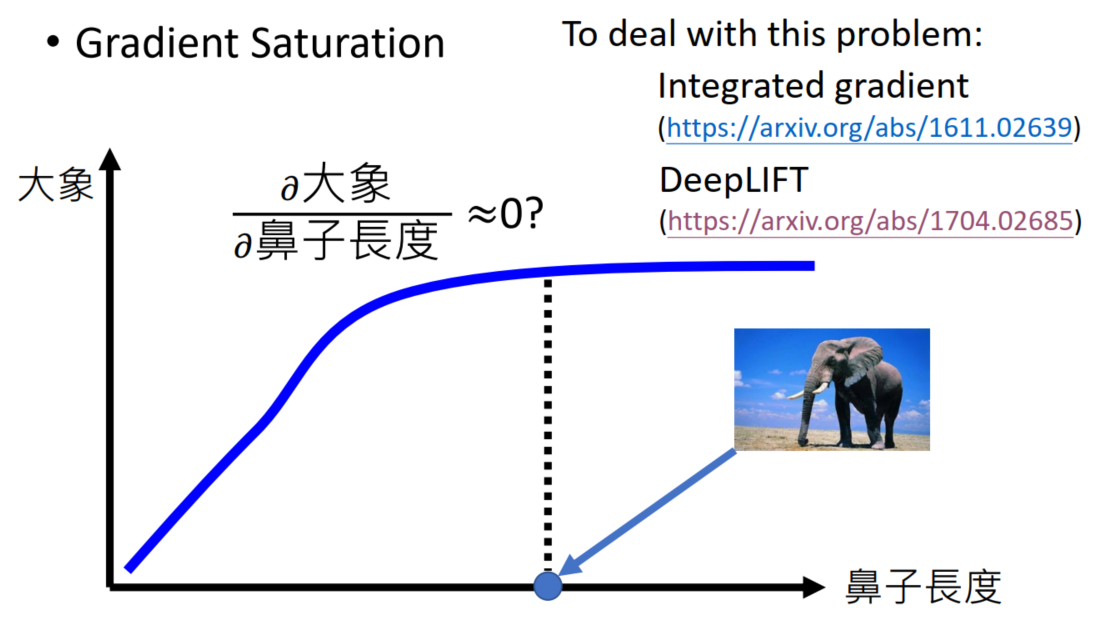 • Gradient Saturation
To deal with this problem:
Integrated gradient
(https://arxiv.org/abs/1611.02639)
DeepLIFT
(https://arxiv.org/abs/1704.02685)
大象
∂大象
∂鼻子長度
≈0?
鼻子長度